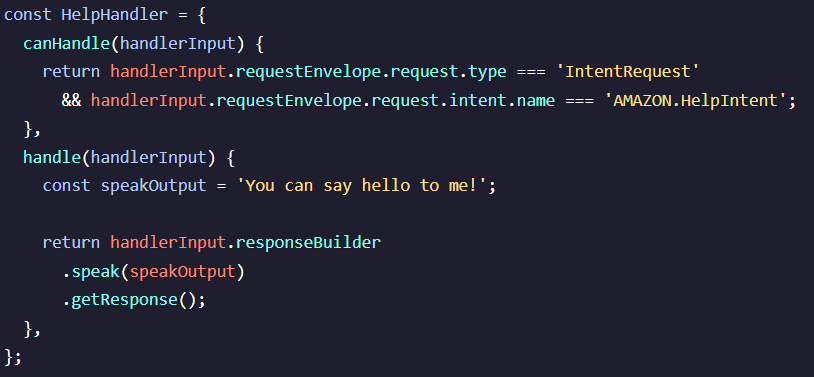 const HelpHandler = {
  canHandle(handlerInput) {
    return handlerInput.requestEnvelope.request.type === 'IntentRequest'
      && handlerInput.requestEnvelope.request.intent.name === 'AMAZON.HelpIntent';
  },
  handle(handlerInput) {
    const speakOutput = 'You can say hello to me!';

    return handlerInput.responseBuilder
      .speak(speakOutput)
      .getResponse();
  },
};